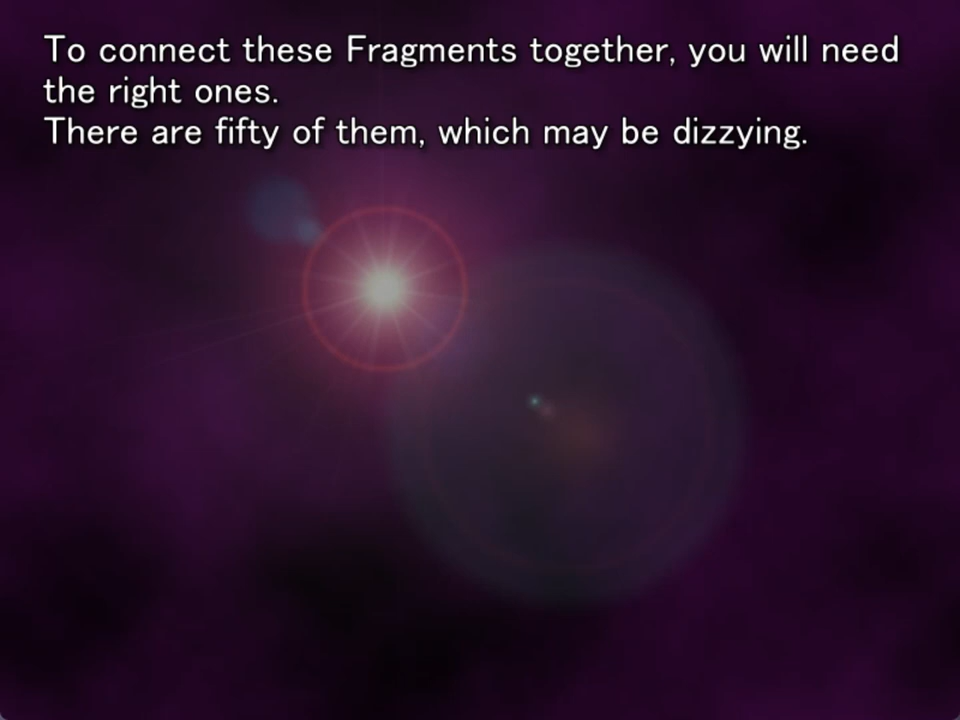 To connect these Fragments together, you will need
the right ones.
There are fifty of them, which may be dizzying.